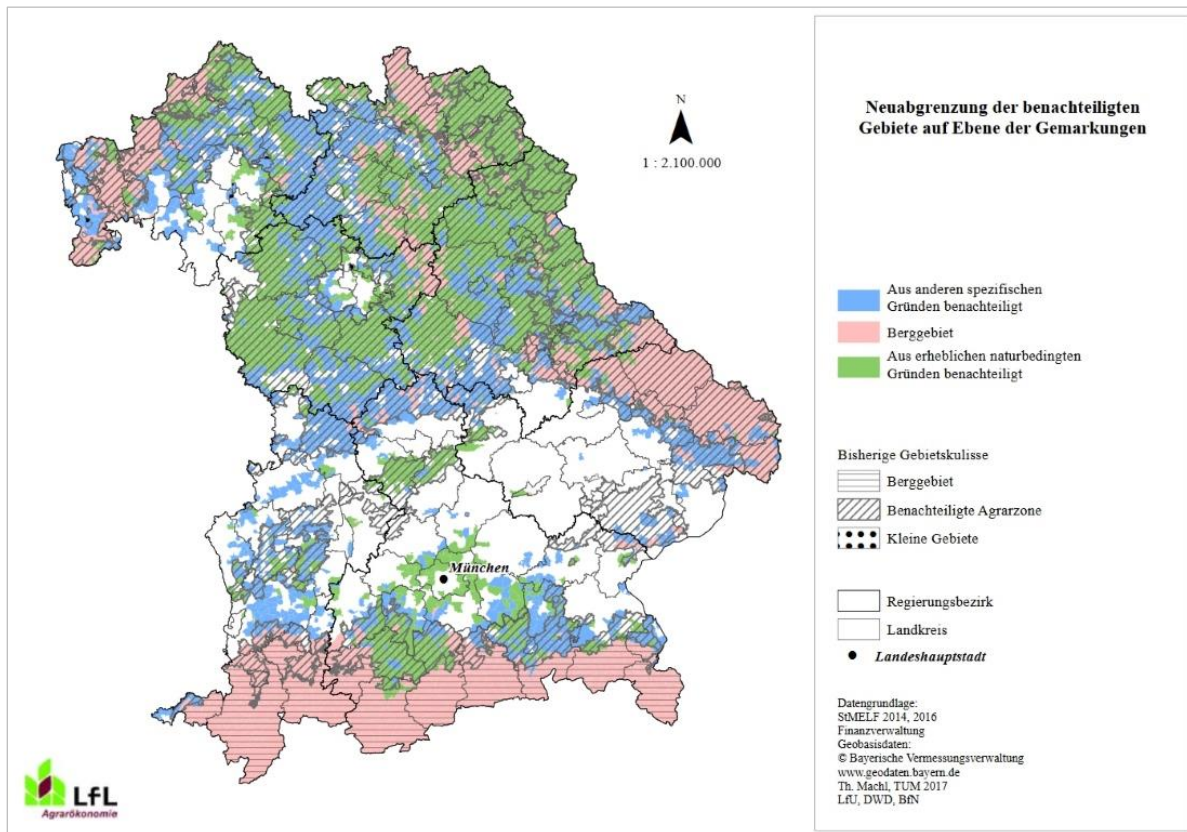 Neuabgrenzung der benachteiligten
Gebiete auf Ebene der Gemarkungen
N
1 : 2.100.000
Aus anderen spezifischen
Gründen benachteiligt
Berggebiet
Aus erheblichen naturbedingten
Gründen benachteiligt
Bisherige Gebietskulisse
Berggebiet
Benachteiligte Agrarzone
Kleine Gebiete
Regierungsbezirk
Landkreis
Landeshauptstadt
München
Datengrundlage:
StMELF 2014, 2016
Finanzverwaltung
Geobasisdaten:
© Bayerische Vermessungsverwaltung
www.geodaten.bayern.de
Th. Machl, TUM 2017
LfU, DWD, BfN
LfL
Agrarökonomie